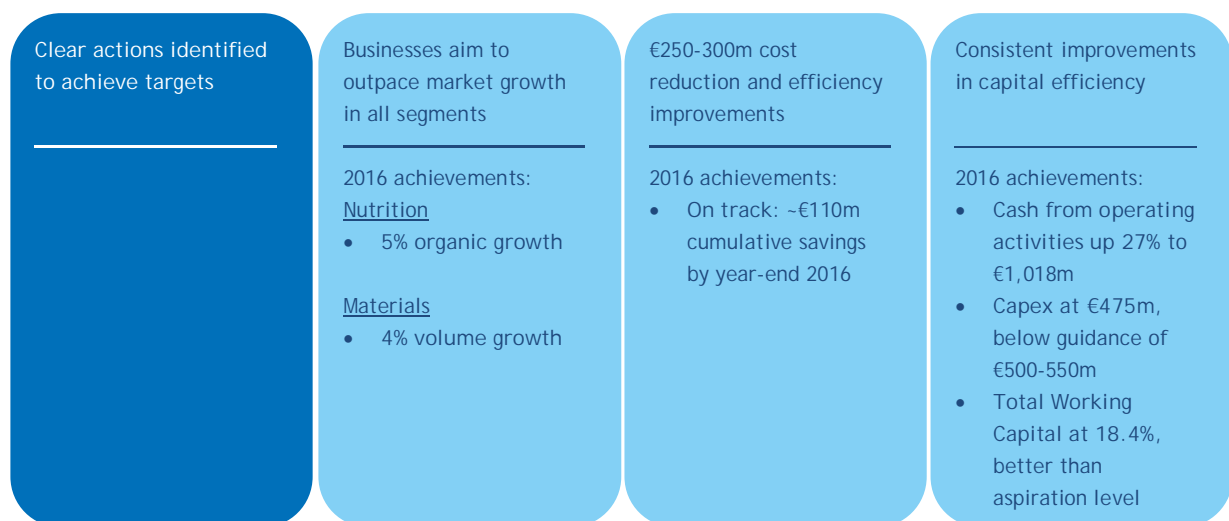 Clear actions identified
to achieve targets
Businesses aim to
outpace market growth
in all segments
2016 achievements:
Nutrition
• 5% organic growth
Materials
• 4% volume growth
€250-300m cost
reduction and efficiency
improvements
2016 achievements:
• On track: ~€110m
cumulative savings
by year-end 2016
Consistent improvements
in capital efficiency
2016 achievements:
• Cash from operating
activities up 27% to
€1,018m
• Capex at €475m,
below guidance of
€500-550m
• Total Working
Capital at 18.4%,
better than
aspiration level